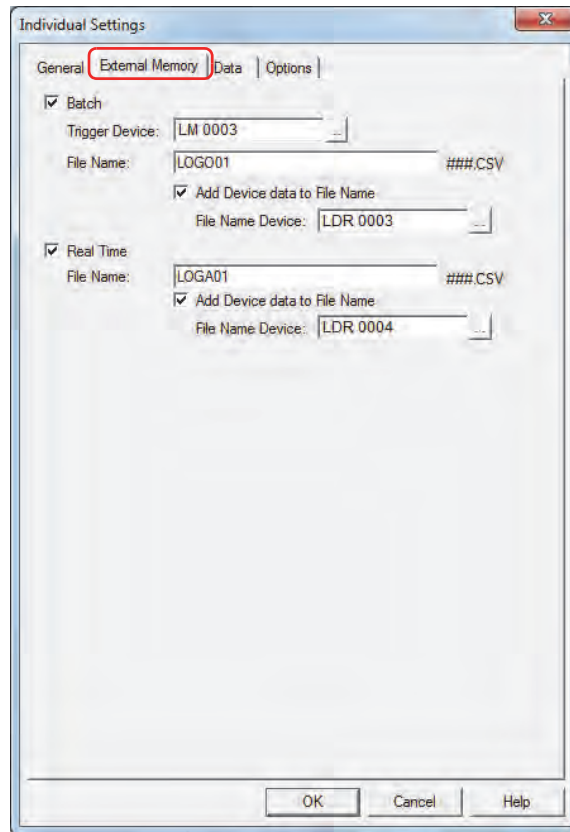 Individual Settings
General External Memory Data Options
Batch
Trigger Device: LM 0003 ...
File Name: LOGO01 ###.CSV
Add Device data to File Name
File Name Device: LDR 0003 ...
Real Time
File Name: LOGA01 ###.CSV
Add Device data to File Name
File Name Device: LDR 0004 ...
OK Cancel Help